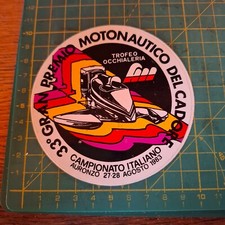 33° GRAN PREMIO MOTONAUTICO DEL CADORE
TROFEO
OCCHIALERIA
CAMPIONATO ITALIANO
AURONZO 27-28 AGOSTO 1983